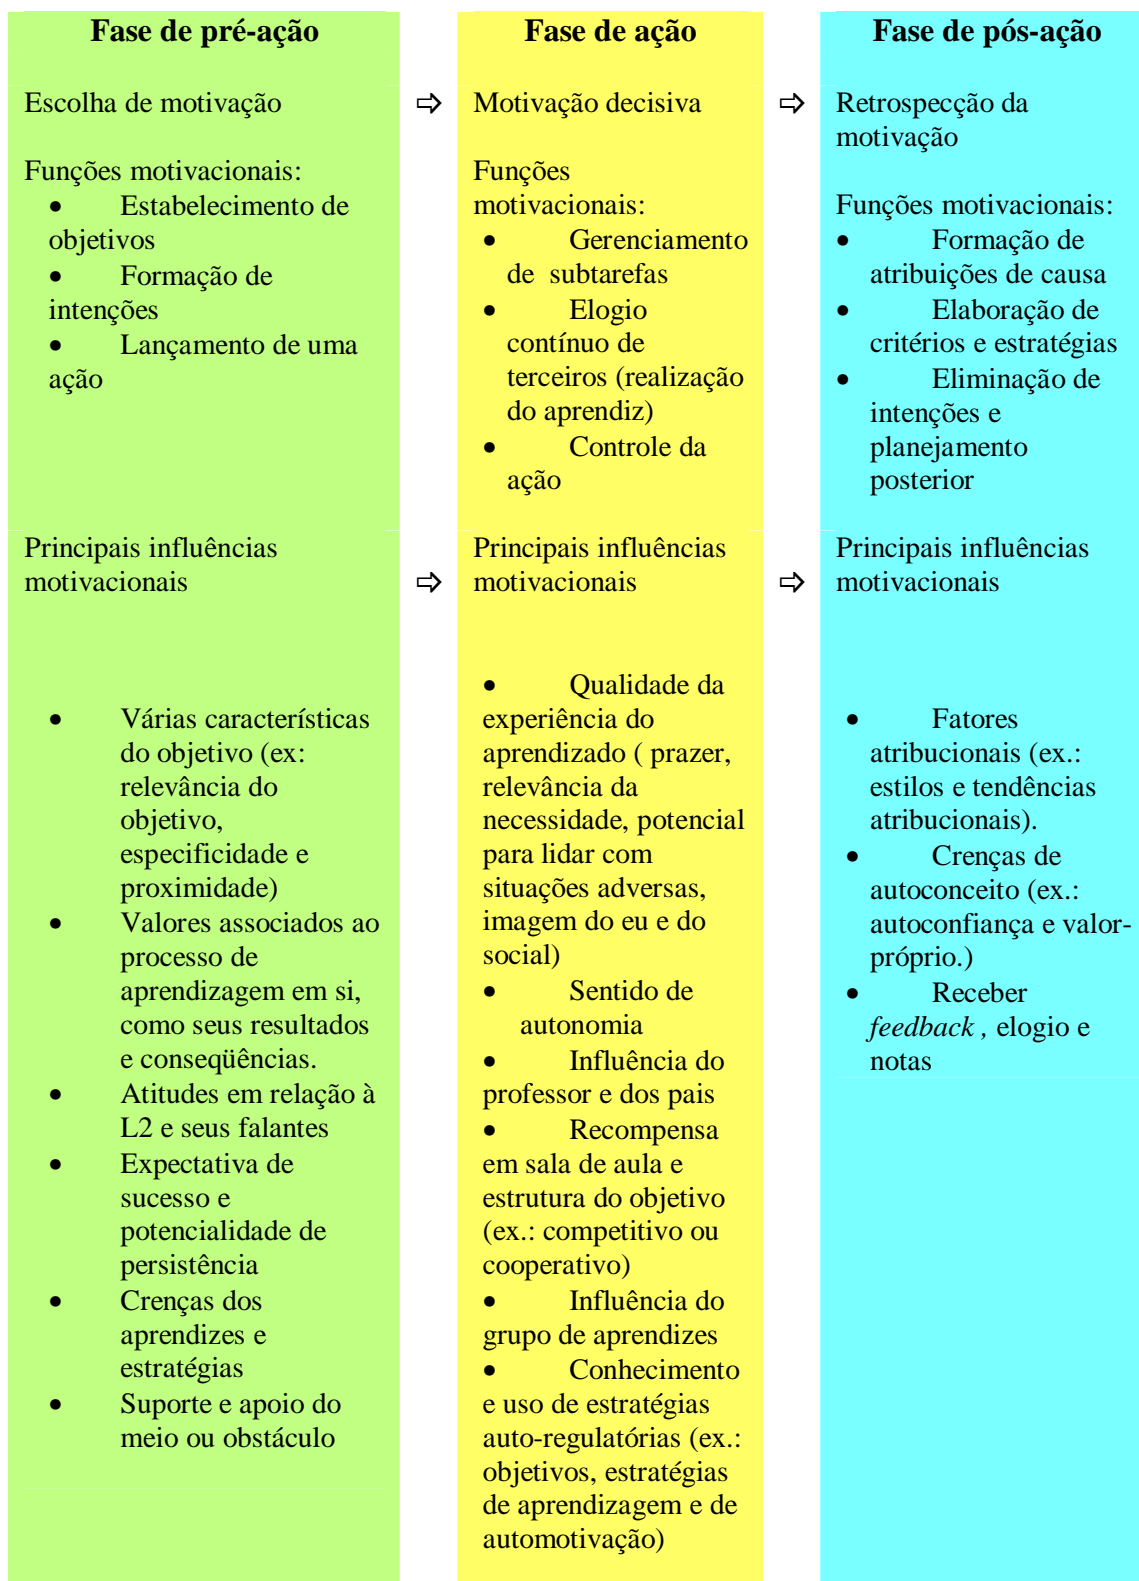 Fase de pré-ação
Escolha de motivação
Funções motivacionais:
• Estabelecimento de
objetivos
• Formação de
intenções
• Lançamento de uma
ação
Principais influências
motivacionais
• Várias características
do objetivo (ex:
relevância do
objetivo,
especificidade e
proximidade)
• Valores associados ao
processo de
aprendizagem em si,
como seus resultados
e conseqüências.
• Atitudes em relação à
L2 e seus falantes
• Expectativa de
sucesso e
potencialidade de
persistência
• Crenças dos
aprendizes e
estratégias
• Suporte e apoio do
meio ou obstáculo
⇨
⇨
Fase de ação
Motivação decisiva
Funções
motivacionais:
• Gerenciamento
de subtarefas
• Elogio
contínuo de
terceiros (realização
do aprendiz)
• Controle da
ação
Principais influências
motivacionais
• Qualidade da
experiência do
aprendizado ( prazer,
relevância da
necessidade, potencial
para lidar com
situações adversas,
imagem do eu e do
social)
• Sentido de
autonomia
• Influência do
professor e dos pais
• Recompensa
em sala de aula e
estrutura do objetivo
(ex.: competitivo ou
cooperativo)
• Influência do
grupo de aprendizes
• Conhecimento
e uso de estratégias
auto-regulatórias (ex.:
objetivos, estratégias
de aprendizagem e de
automotivação)
⇨
⇨
Fase de pós-ação
Retrospecção da
motivação
Funções motivacionais:
• Formação de
atribuições de causa
• Elaboração de
critérios e estratégias
• Eliminação de
intenções e
planejamento
posterior
Principais influências
motivacionais
• Fatores
atribucionais (ex.:
estilos e tendências
atribucionais).
• Crenças de
autoconceito (ex.:
autoconfiança e valor-
próprio.)
• Receber
feedback , elogio e
notas